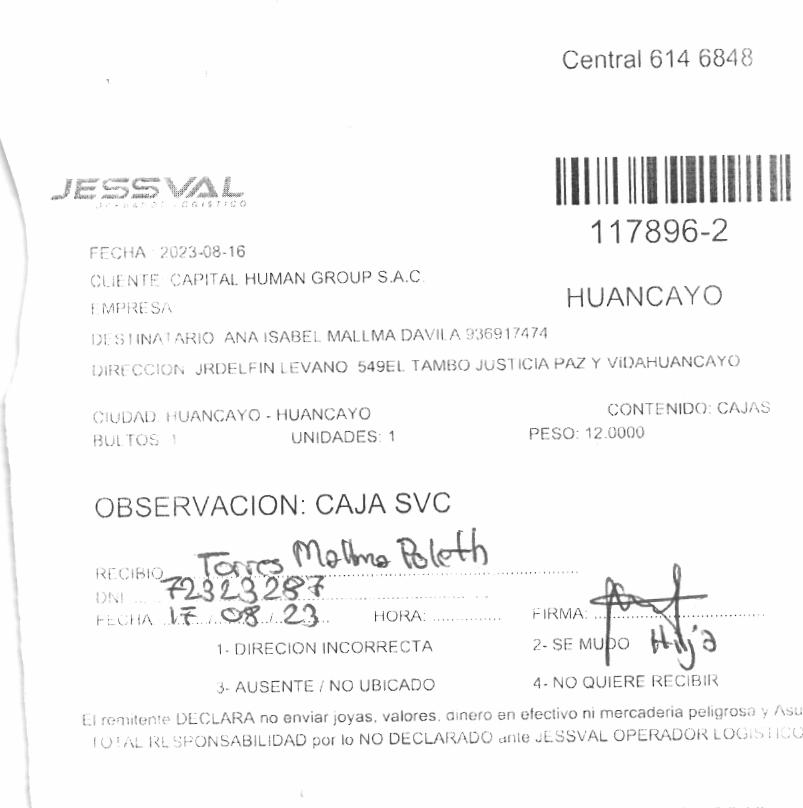 Central 614 6848
JESSVAL
OPERADOR LOGISTICO
117896-2
FECHA 2023-08-16
CLIENTE CAPITAL HUMAN GROUP S.A.C.
EMPRESA
HUANCAYO
DESTINATARIO ANA ISABEL MALLMA DAVILA 936917474
DIRECCION JRDELFIN LEVANO 549EL TAMBO JUSTICIA PAZ Y ViDAHUANCAYO
CIUDAD: HUANCAYO - HUANCAYO CONTENIDO: CAJAS
BULTOS 1 UNIDADES: 1 PESO: 12.0000
OBSERVACION: CAJA SVC
RECIBIO Torres Mallma Poleth
DNI 72323287
FECHA 17 / 08 / 23 HORA: FIRMA:
1- DIRECION INCORRECTA 2- SE MUDO Hija
3- AUSENTE / NO UBICADO 4- NO QUIERE RECIBIR
El remitente DECLARA no enviar joyas, valores, dinero en efectivo ni mercaderia peligrosa y Asu
TOTAL RESPONSABILIDAD por lo NO DECLARADO ante JESSVAL OPERADOR LOGISTICO